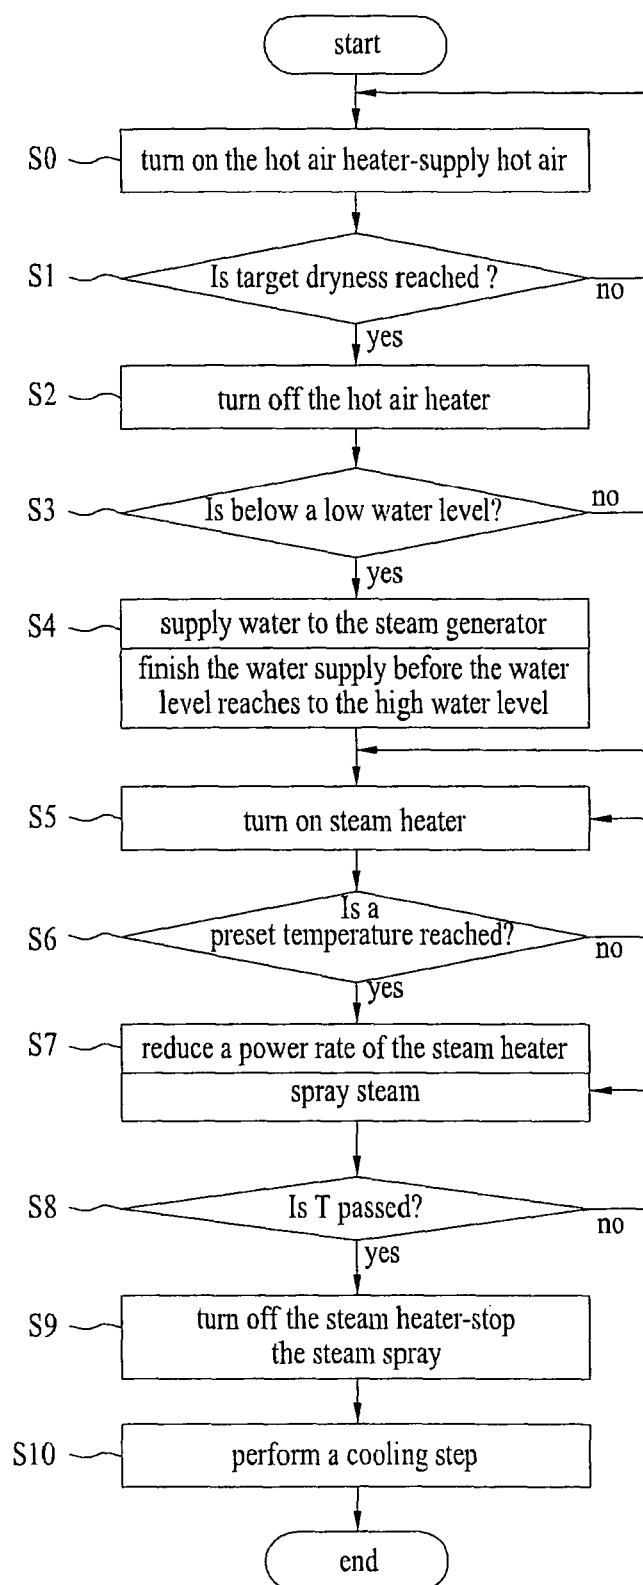 start
S0
turn on the hot air heater-supply hot air
S1
Is target dryness reached ?
no
yes
S2
turn off the hot air heater
S3
Is below a low water level?
no
yes
S4
supply water to the steam generator
finish the water supply before the water
level reaches to the high water level
S5
turn on steam heater
S6
Is a
preset temperature reached?
no
yes
S7
reduce a power rate of the steam heater
spray steam
S8
Is T passed?
no
yes
S9
turn off the steam heater-stop
the steam spray
S10
perform a cooling step
end